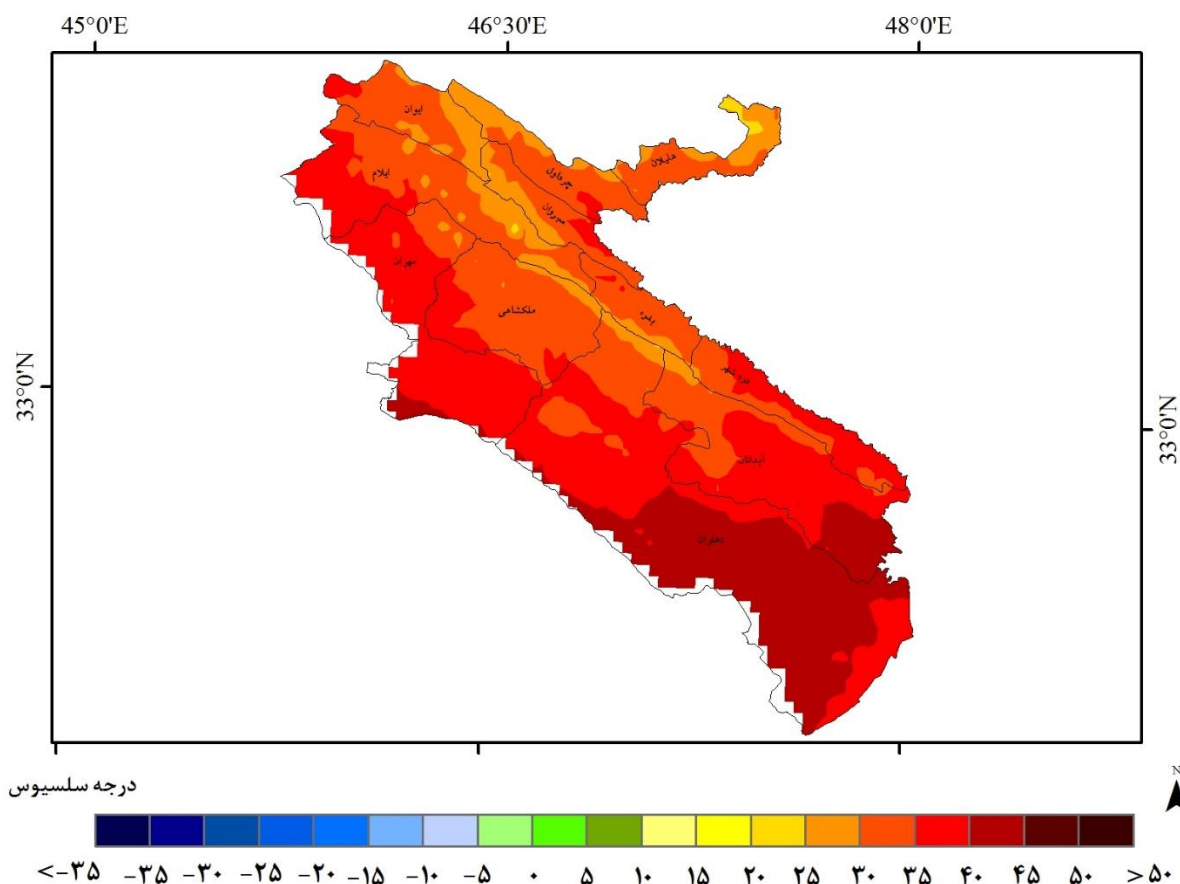 45°0'E 46°30'E 48°0'E
ایوان
هلیلان
چرداول
ایلام
سیروان
مهران
ملکشاهی
بدره
33°0'N
دره شهر
33°0'N
آبدانان
دهلران
درجه سلسیوس
N
<-۳۵ -۳۵ -۳۰ -۲۵ -۲۰ -۱۵ -۱۰ -۵ ۰ ۵ ۱۰ ۱۵ ۲۰ ۲۵ ۳۰ ۳۵ ۴۰ ۴۵ ۵۰ >۵۰